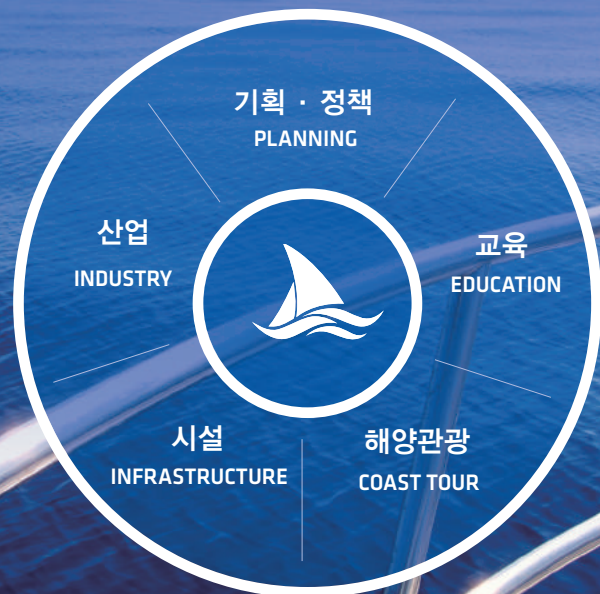 기획 · 정책
PLANNING
산업
INDUSTRY
교육
EDUCATION
시설
INFRASTRUCTURE
해양관광
COAST TOUR